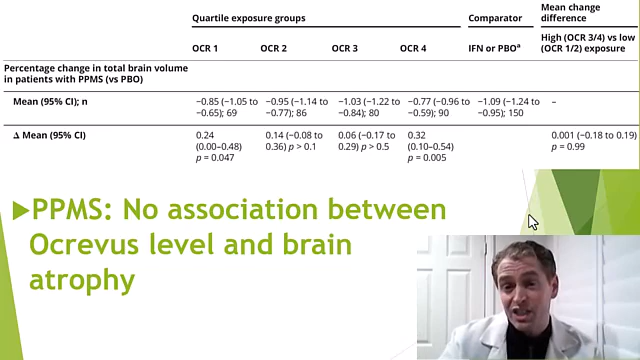 Quartile exposure groups
Comparator
Mean change
difference
OCR 1
OCR 2
OCR 3
OCR 4
IFN or PBOª
High (OCR 3/4) vs low
(OCR 1/2) exposure
Percentage change in total brain volume
in patients with PPMS (vs PBO)
Mean (95% CI); n
−0.85 (−1.05 to
−0.65); 69
−0.95 (−1.14 to
−0.77); 86
−1.03 (−1.22 to
−0.84); 80
−0.77 (−0.96 to
−0.59); 90
−1.09 (−1.24 to
−0.95); 150
–
Δ Mean (95% CI)
0.24
(0.00–0.48)
p = 0.047
0.14 (−0.08 to
0.36) p > 0.1
0.06 (−0.17 to
0.29) p > 0.5
0.32
(0.10–0.54)
p = 0.005
0.001 (−0.18 to 0.19)
p = 0.99
PPMS: No association between
Ocrevus level and brain
atrophy